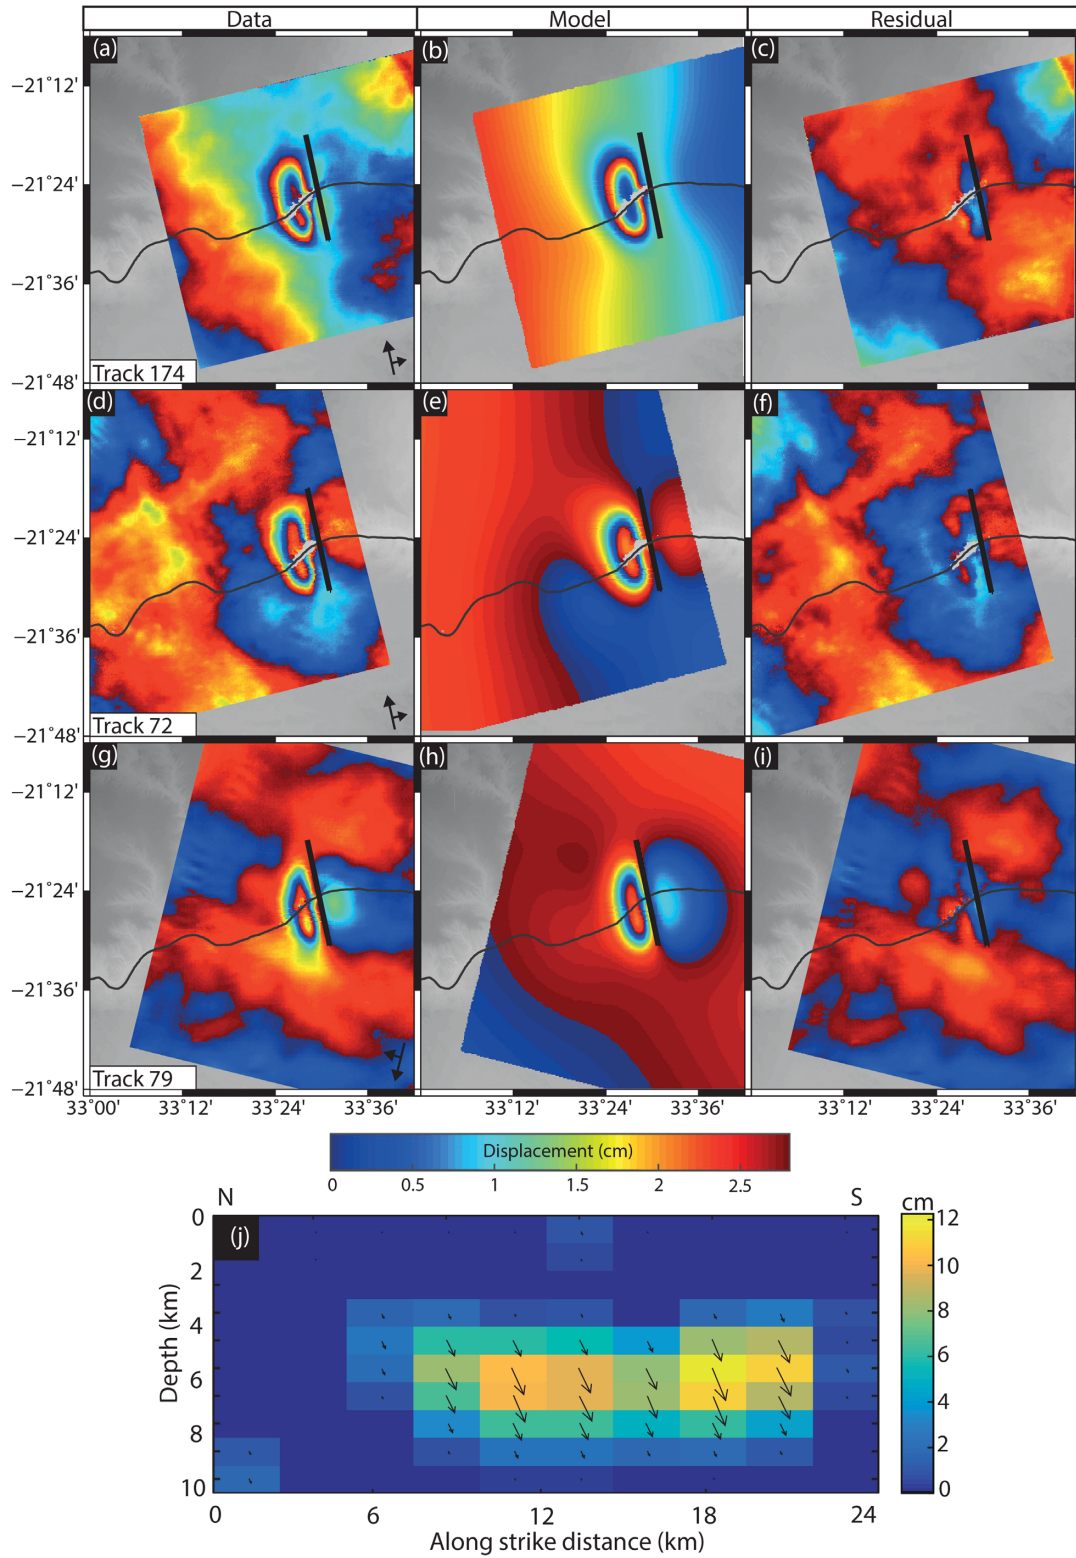 Data Model Residual
(a) (b) (c)
−21°12'
−21°24'
−21°36'
−21°48'
Track 174
(d) (e) (f)
−21°12'
−21°24'
−21°36'
−21°48'
Track 72
(g) (h) (i)
−21°12'
−21°24'
−21°36'
−21°48'
Track 79
33°00' 33°12' 33°24' 33°36' 33°12' 33°24' 33°36' 33°12' 33°24' 33°36'
Displacement (cm)
0 0.5 1 1.5 2 2.5
N S cm
(j)
0 2 4 6 8 10
Depth (km)
12 10 8 6 4 2 0
0 6 12 18 24
Along strike distance (km)